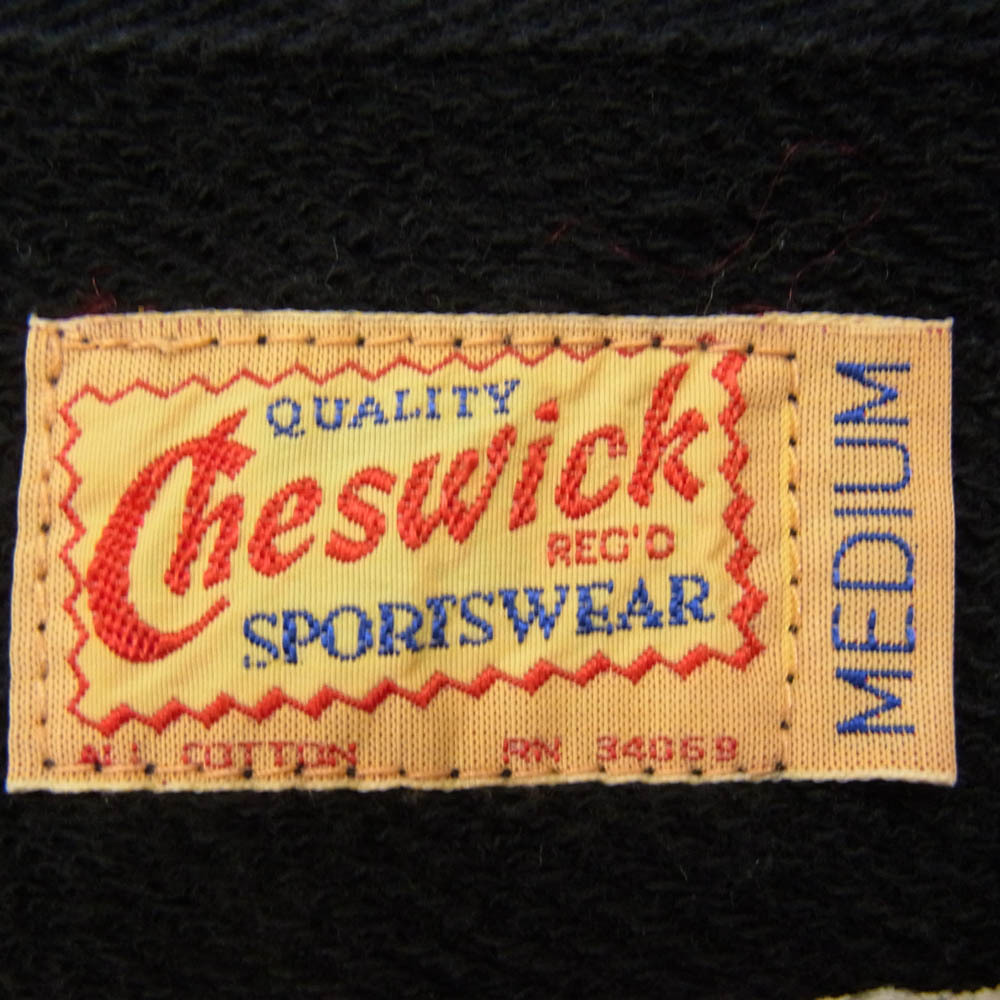 QUALITY
Cheswick
REG'D
SPORTSWEAR
ALL COTTON RN 34069
MEDIUM